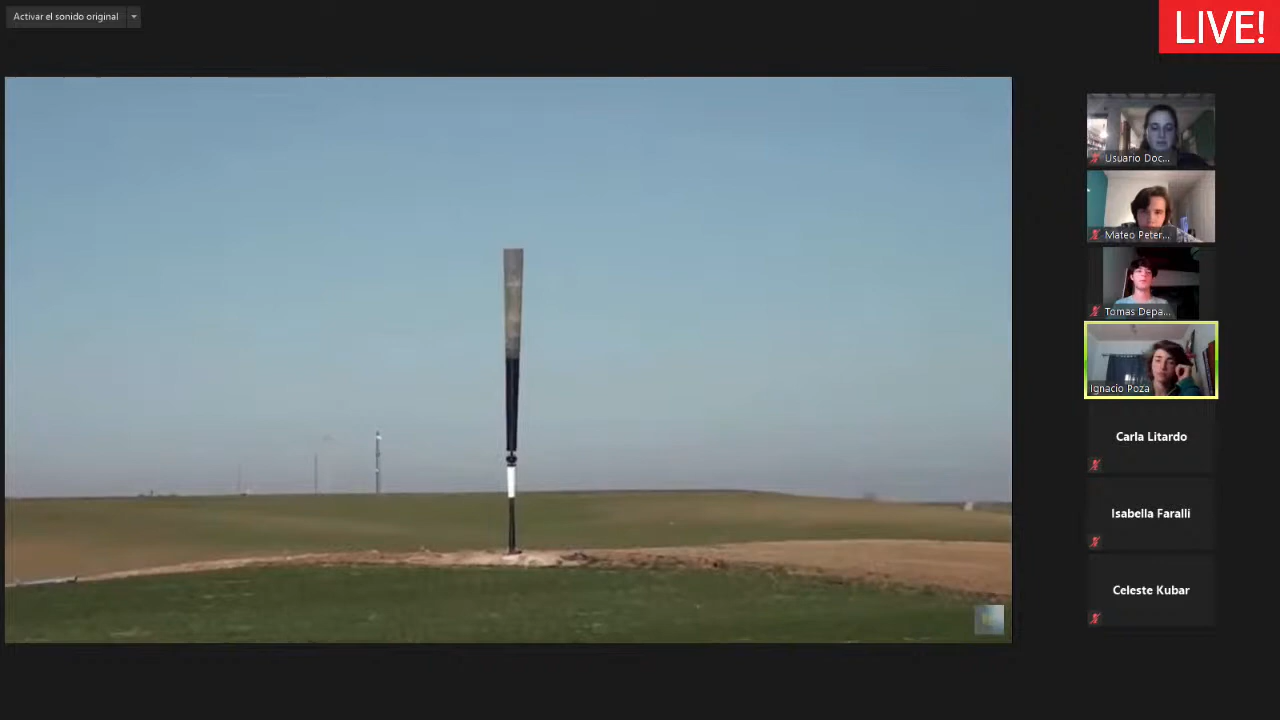 Activar el sonido original
LIVE!
Usuario Doc...
Mateo Peter...
Tomas Depa...
Ignacio Poza
Carla Litardo
Isabella Faralli
Celeste Kubar